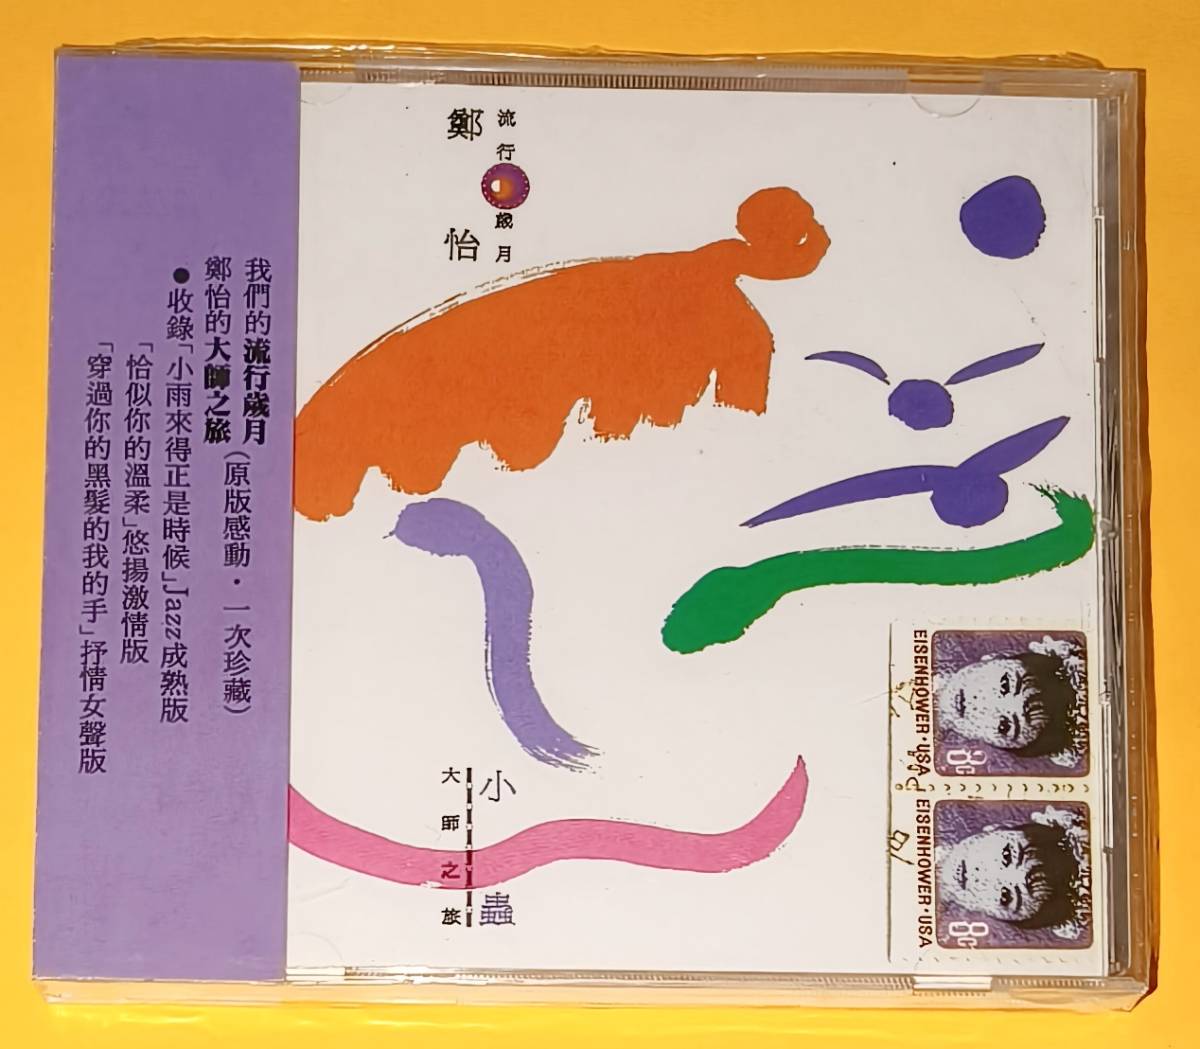 我們的流行歲月(原版感動・一次珍藏)
鄭怡的大師之旅
●收錄「小雨來得正是時候」Jazz成熟版
「恰似你的溫柔」悠揚激情版
「穿過你的黑髮的我的手」抒情女聲版
流行歲月
鄭怡
小蟲
大師之旅
EISENHOWER·USA
8c
EISENHOWER·USA
8c